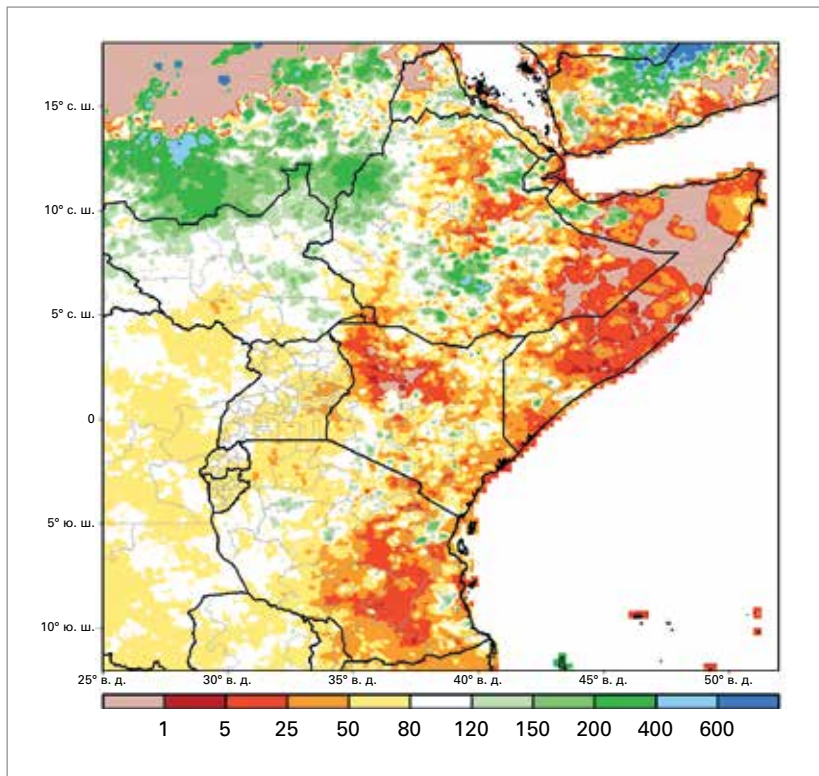 15° с. ш.
10° с. ш.
5° с. ш.
0
5° ю. ш.
10° ю. ш.
25° в. д. 30° в. д. 35° в. д. 40° в. д. 45° в. д. 50° в. д.
1 5 25 50 80 120 150 200 400 600